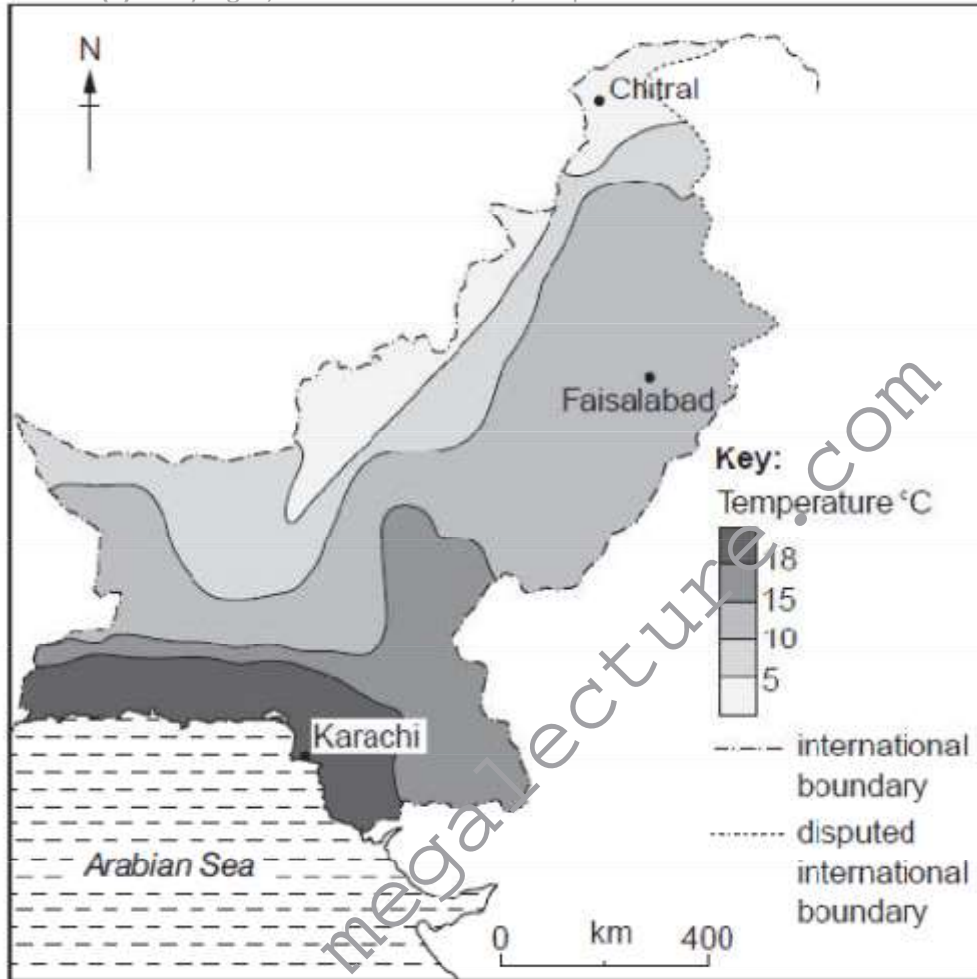 N
Chitral
Faisalabad
Key:
Temperature °C
18
15
10
5
Karachi
international
boundary
disputed
international
boundary
Arabian Sea
0 km 400
megalecture.com